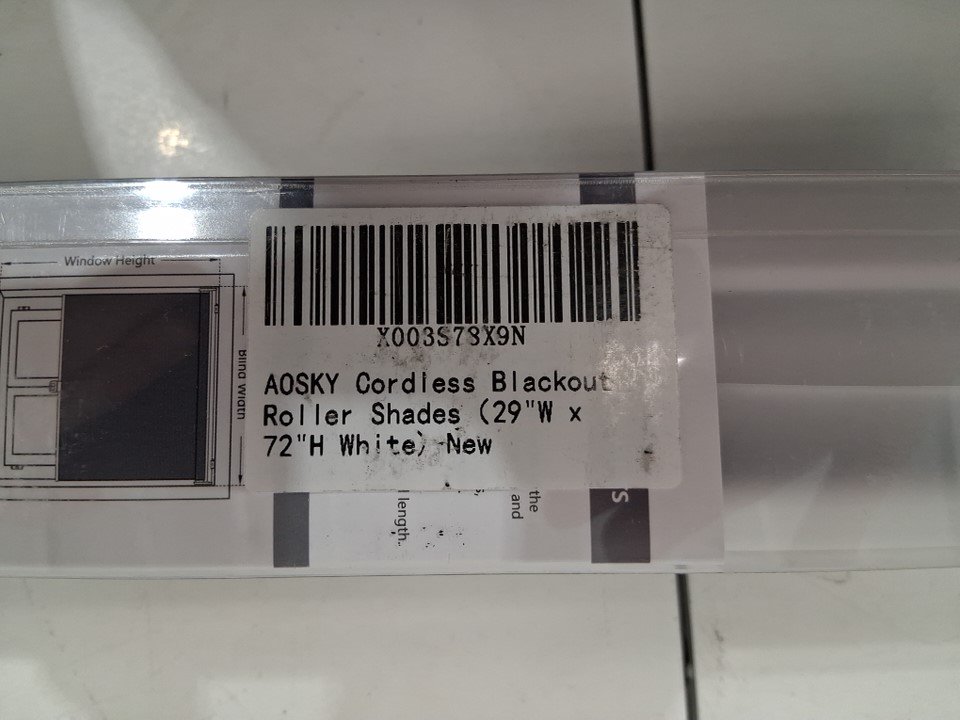 Window Height
Blind Width
X003S78X9N
AOSKY Cordless Blackout
Roller Shades (29"W x
72"H White) New
the
and
length.